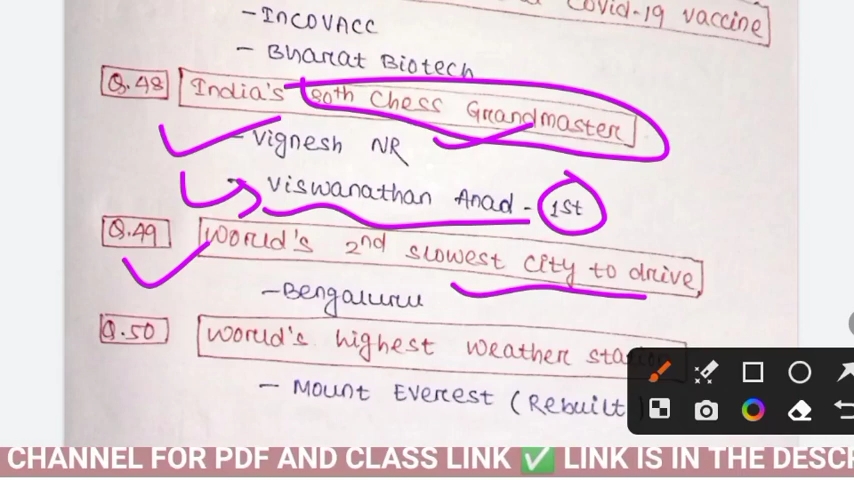 Covid-19 vaccine
- INCOVACC
- Bharat Biotech
Q.48 India's 80th Chess Grandmaster
- Vignesh NR
- Viswanathan Anad - 1st
Q.49 World's 2nd slowest city to drive
- Bengaluru
Q.50 World's highest weather station
- Mount Everest (Rebuilt)
CHANNEL FOR PDF AND CLASS LINK ✅ LINK IS IN THE DESCR